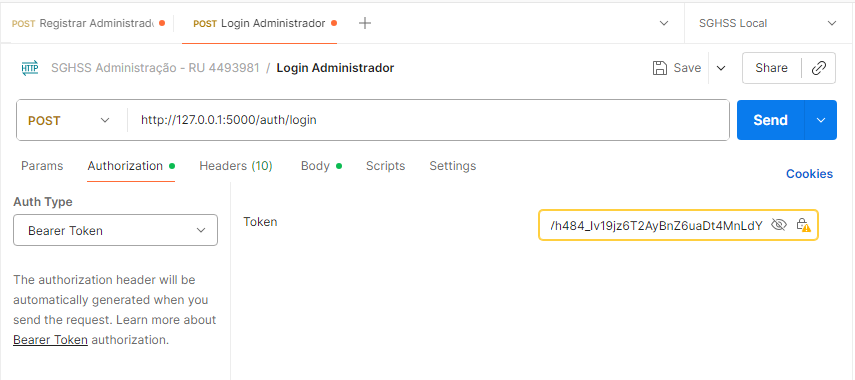 POST Registrar Administrad
POST Login Administrador
SGHSS Local
HTTP SGHSS Administração - RU 4493981 / Login Administrador
Save
Share
POST
http://127.0.0.1:5000/auth/login
Send
Params
Authorization
Headers (10)
Body
Scripts
Settings
Cookies
Auth Type
Bearer Token
Token
/h484_Iv19jz6T2AyBnZ6uaDt4MnLdY
The authorization header will be
automatically generated when you
send the request. Learn more about
Bearer Token authorization.